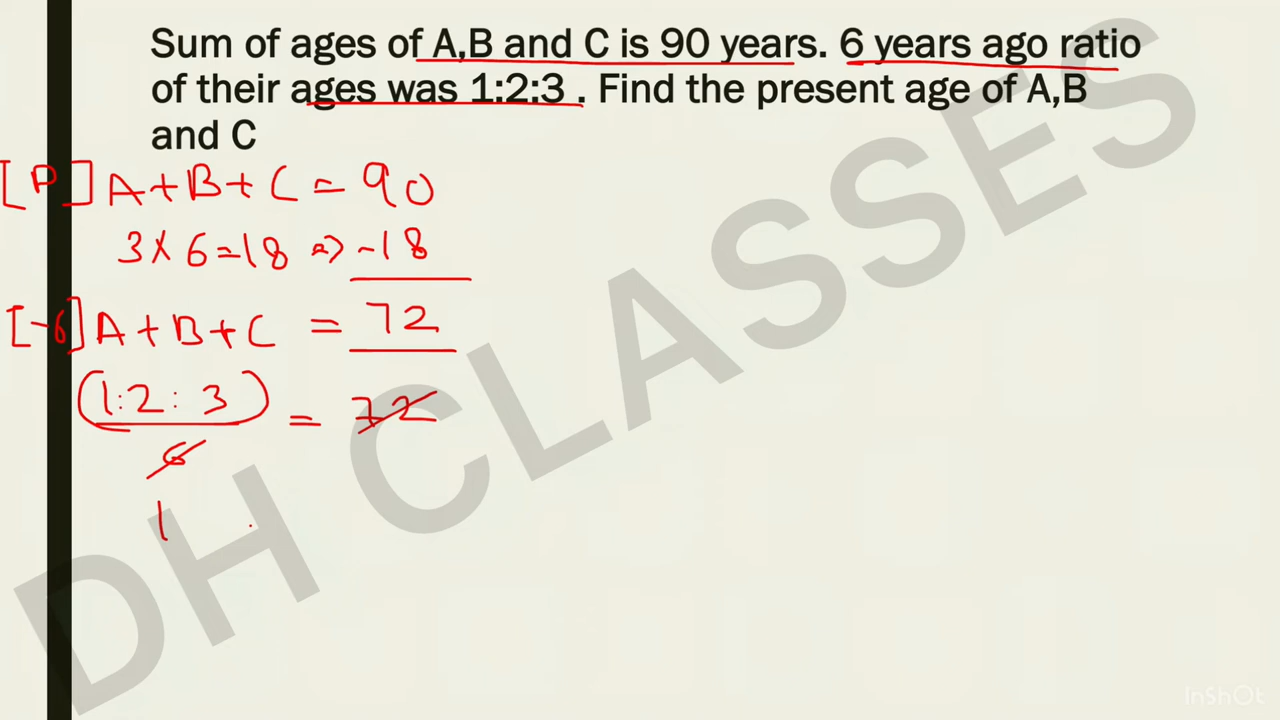 Sum of ages of A,B and C is 90 years. 6 years ago ratio
of their ages was 1:2:3 . Find the present age of A,B
and C
[P] A+B+C = 90
3 × 6 = 18 => -18
[-6] A+B+C = 72
(1:2:3) = 72
6
1
DH CLASSES
InShOt